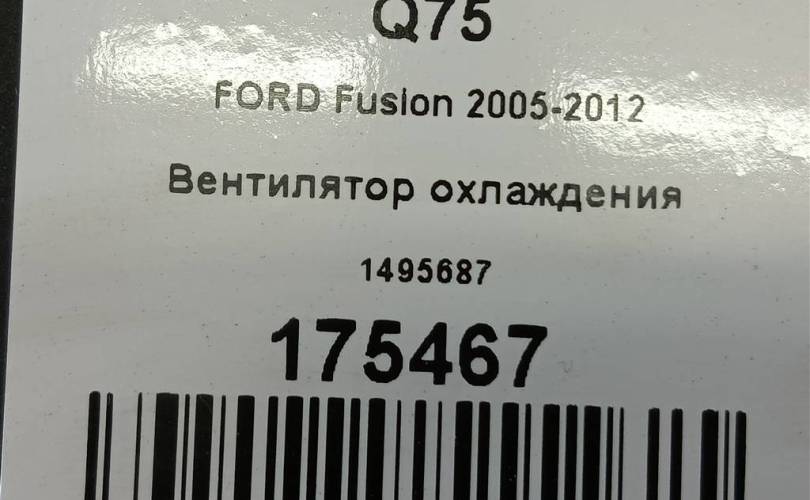 Q75
FORD Fusion 2005-2012
Вентилятор охлаждения
1495687
175467